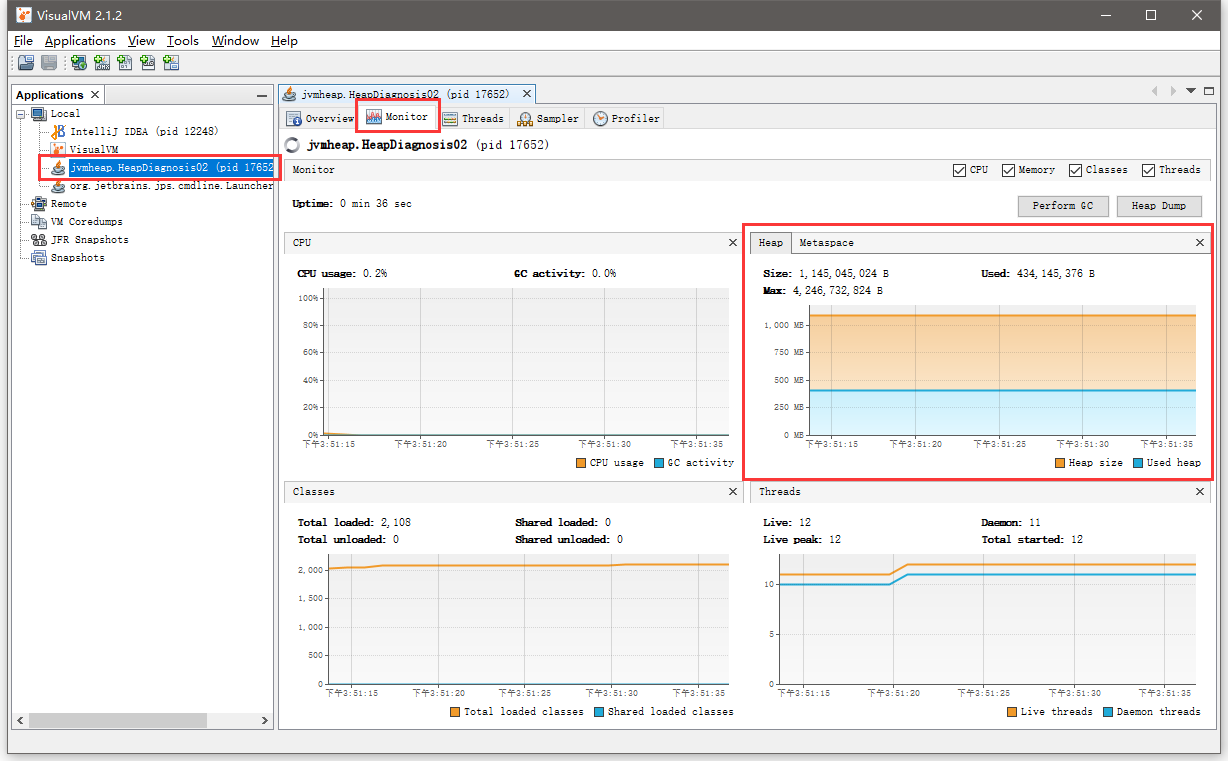 VisualVM 2.1.2
File Applications View Tools Window Help
Applications
Local
IntelliJ IDEA (pid 12248)
VisualVM
jvmheap.HeapDiagnosis02 (pid 17652
org.jetbrains.jps.cmdline.Launcher
Remote
VM Coredumps
JFR Snapshots
Snapshots
jvmheap.HeapDiagnosis02 (pid 17652)
Overview Monitor Threads Sampler Profiler
jvmheap.HeapDiagnosis02 (pid 17652)
Monitor CPU Memory Classes Threads
Uptime: 0 min 36 sec Perform GC Heap Dump
CPU
CPU usage: 0.2% GC activity: 0.0%
100%
80%
60%
40%
20%
0%
下午3:51:15 下午3:51:20 下午3:51:25 下午3:51:30 下午3:51:35
CPU usage GC activity
Heap Metaspace
Size: 1,145,045,024 B Used: 434,145,376 B
Max: 4,246,732,824 B
1,000 MB
750 MB
500 MB
250 MB
0 MB
下午3:51:15 下午3:51:20 下午3:51:25 下午3:51:30 下午3:51:35
Heap size Used heap
Classes
Total loaded: 2,108 Shared loaded: 0
Total unloaded: 0 Shared unloaded: 0
2,000
1,500
1,000
500
0
下午3:51:15 下午3:51:20 下午3:51:25 下午3:51:30 下午3:51:35
Total loaded classes Shared loaded classes
Threads
Live: 12 Daemon: 11
Live peak: 12 Total started: 12
10
5
0
下午3:51:15 下午3:51:20 下午3:51:25 下午3:51:30 下午3:51:35
Live threads Daemon threads